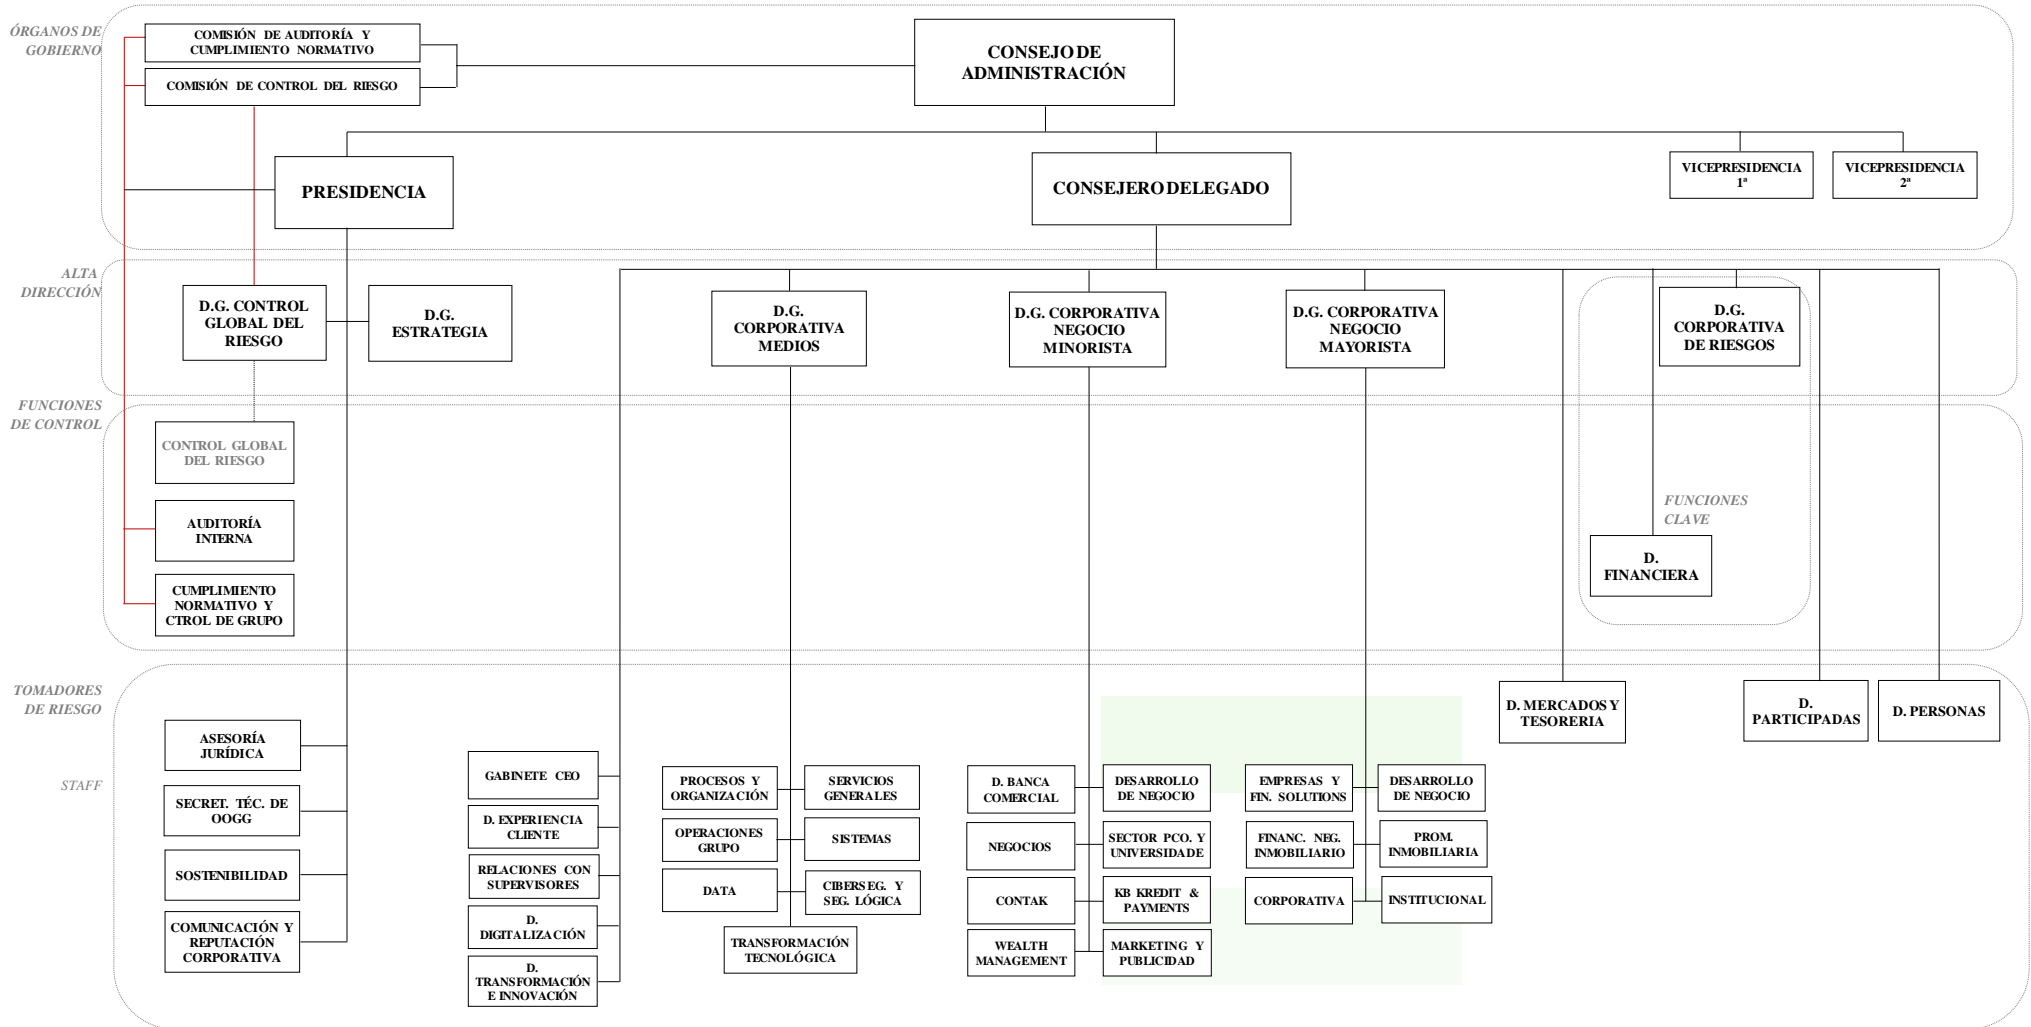 ÓRGANOS DE
GOBIERNO
COMISIÓN DE AUDITORÍA Y
CUMPLIMIENTO NORMATIVO
COMISIÓN DE CONTROL DEL RIESGO
CONSEJO DE
ADMINISTRACIÓN
PRESIDENCIA
CONSEJERO DELEGADO
VICEPRESIDENCIA
1ª
VICEPRESIDENCIA
2ª
ALTA
DIRECCIÓN
D.G. CONTROL
GLOBAL DEL
RIESGO
D.G.
ESTRATEGIA
D.G.
CORPORATIVA
MEDIOS
D.G. CORPORATIVA
NEGOCIO
MINORISTA
D.G. CORPORATIVA
NEGOCIO
MAYORISTA
D.G.
CORPORATIVA
DE RIESGOS
FUNCIONES
DE CONTROL
CONTROL GLOBAL
DEL RIESGO
AUDITORÍA
INTERNA
CUMPLIMIENTO
NORMATIVO Y
CTROL DE GRUPO
FUNCIONES
CLAVE
D.
FINANCIERA
TOMADORES
DE RIESGO
STAFF
D. MERCADOS Y
TESORERIA
D.
PARTICIPADAS
D. PERSONAS
ASESORÍA
JURÍDICA
SECRET. TÉC. DE
OOGG
SOSTENIBILIDAD
COMUNICACIÓN Y
REPUTACIÓN
CORPORATIVA
GABINETE CEO
D. EXPERIENCIA
CLIENTE
RELACIONES CON
SUPERVISORES
D.
DIGITALIZACIÓN
D.
TRANSFORMACIÓN
E INNOVACIÓN
PROCESOS Y
ORGANIZACIÓN
SERVICIOS
GENERALES
OPERACIONES
GRUPO
SISTEMAS
DATA
CIBERSEG. Y
SEG. LÓGICA
TRANSFORMACIÓN
TECNOLÓGICA
D. BANCA
COMERCIAL
DESARROLLO
DE NEGOCIO
NEGOCIOS
SECTOR PCO. Y
UNIVERSIDADE
CONTAK
KB KREDIT &
PAYMENTS
WEALTH
MANAGEMENT
MARKETING Y
PUBLICIDAD
EMPRESAS Y
FIN. SOLUTIONS
DESARROLLO
DE NEGOCIO
FINANC. NEG.
INMOBILIARIO
PROM.
INMOBILIARIA
CORPORATIVA
INSTITUCIONAL